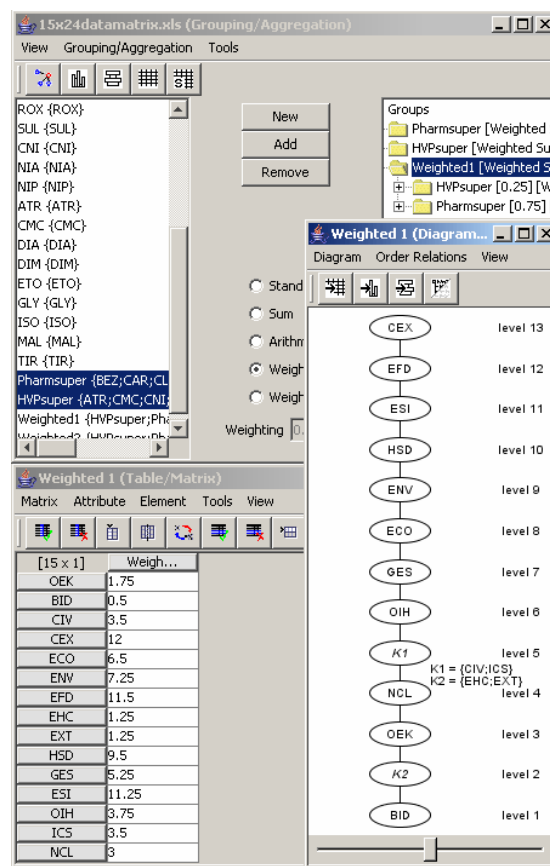 15x24datamatrix.xls (Grouping/Aggregation)
View Grouping/Aggregation Tools
ROX {ROX}
SUL {SUL}
CNI {CNI}
NIA {NIA}
NIP {NIP}
ATR {ATR}
CMC {CMC}
DIA {DIA}
DIM {DIM}
ETO {ETO}
GLY {GLY}
ISO {ISO}
MAL {MAL}
TIR {TIR}
Pharmsuper {BEZ;CAR;CL
HVPsuper {ATR;CMC;CNI;
Weighted1 {HVPsuper;Pha
Weighted2 {HVPsuper;Pha
New
Add
Remove
Stand
Sum
Arithm
Weigh
Weigh
Weighting 0.
Groups
Pharmsuper [Weighted
HVPsuper [Weighted Su
Weighted1 [Weighted S
HVPsuper [0.25] [W
Pharmsuper [0.75]
Weighted 1 (Diagram...
Diagram Order Relations View
CEX level 13
EFD level 12
ESI level 11
HSD level 10
ENV level 9
ECO level 8
GES level 7
OIH level 6
K1 level 5
K1 = {CIV;ICS}
K2 = {EHC;EXT}
NCL level 4
OEK level 3
K2 level 2
BID level 1
Weighted 1 (Table/Matrix)
Matrix Attribute Element Tools View
[15 x 1] Weigh...
OEK 1.75
BID 0.5
CIV 3.5
CEX 12
ECO 6.5
ENV 7.25
EFD 11.5
EHC 1.25
EXT 1.25
HSD 9.5
GES 5.25
ESI 11.25
OIH 3.75
ICS 3.5
NCL 3